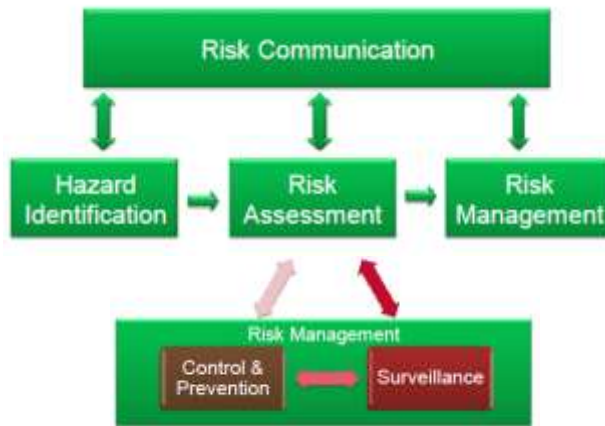 Risk Communication
Hazard
Identification
Risk
Assessment
Risk
Management
Risk Management
Control &
Prevention
Surveillance